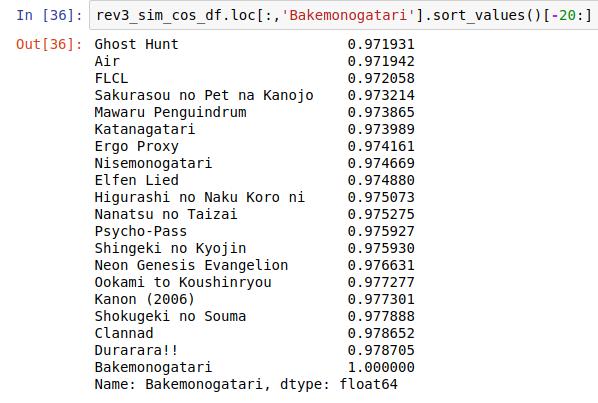 In [36]: rev3_sim_cos_df.loc[:,'Bakemonogatari'].sort_values()[-20:]
Out[36]: Ghost Hunt 0.971931
Air 0.971942
FLCL 0.972058
Sakurasou no Pet na Kanojo 0.973214
Mawaru Penguindrum 0.973865
Katanagatari 0.973989
Ergo Proxy 0.974161
Nisemonogatari 0.974669
Elfen Lied 0.974880
Higurashi no Naku Koro ni 0.975073
Nanatsu no Taizai 0.975275
Psycho-Pass 0.975927
Shingeki no Kyojin 0.975930
Neon Genesis Evangelion 0.976631
Ookami to Koushinryou 0.977277
Kanon (2006) 0.977301
Shokugeki no Souma 0.977888
Clannad 0.978652
Durarara!! 0.978705
Bakemonogatari 1.000000
Name: Bakemonogatari, dtype: float64